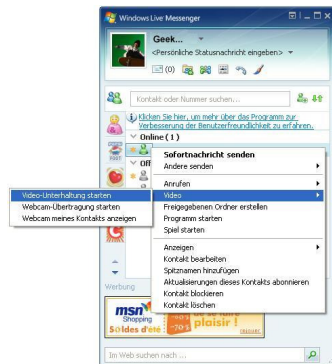 Windows Live Messenger
Geek...
<Persönliche Statusnachricht eingeben>
(0)
Kontakt oder Nummer suchen...
Klicken Sie hier, um mehr über das Programm zur
Verbesserung der Benutzerfreundlichkeit zu erfahren.
Online (1)
Off
Sofortnachricht senden
Andere senden
Anrufen
Video
Video-Unterhaltung starten
Webcam-Übertragung starten
Webcam meines Kontakts anzeigen
Freigegebenen Ordner erstellen
Programm starten
Spiel starten
Anzeigen
Kontakt bearbeiten
Spitznamen hinzufügen
Aktualisierungen dieses Kontakts abonnieren
Kontakt blockieren
Kontakt löschen
Werbung
msn
Shopping
Soldes d'été
-70%
plaisir !
Im Web suchen nach ...